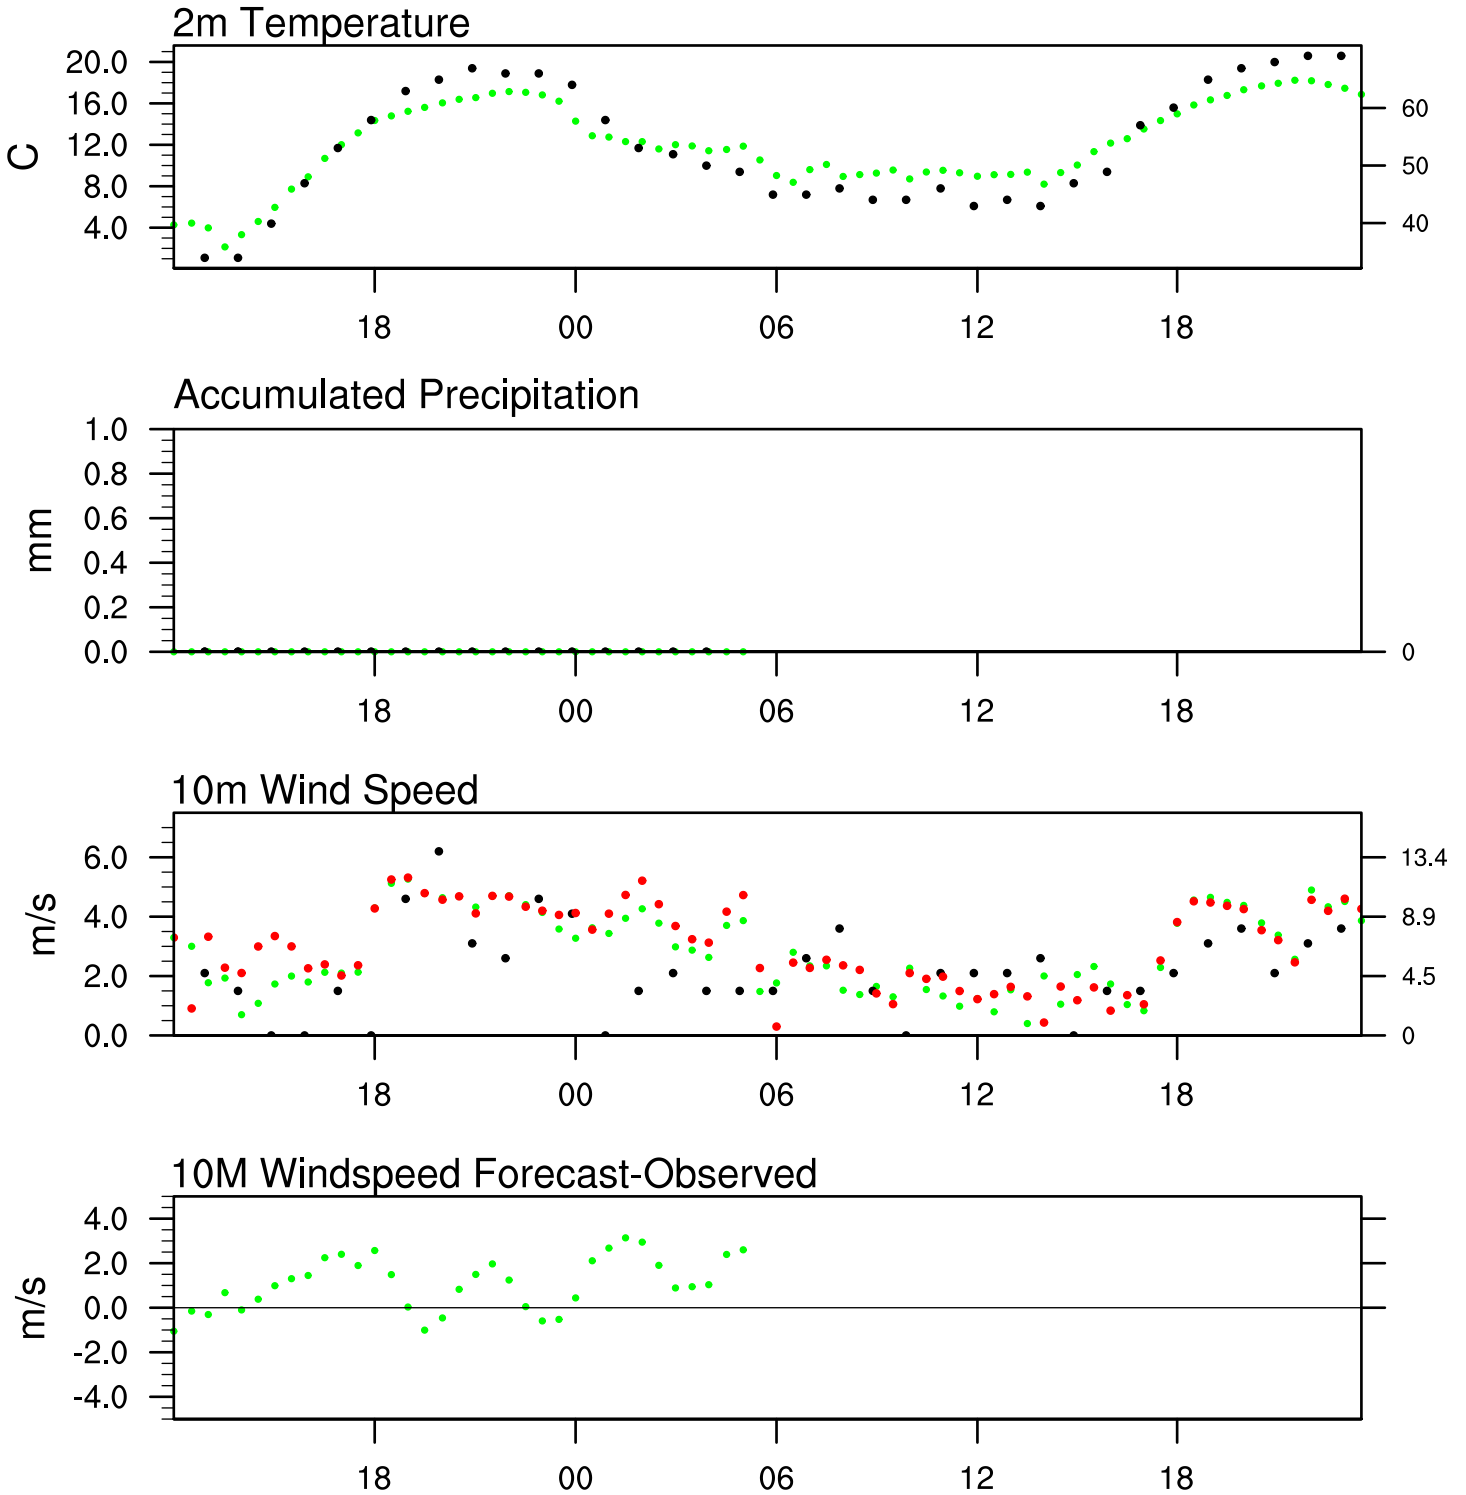 2m Temperature
20.0
16.0
12.0
8.0
4.0
C
60
50
40
18 00 06 12 18
Accumulated Precipitation
1.0
0.8
0.6
0.4
0.2
0.0
mm
0
18 00 06 12 18
10m Wind Speed
6.0
4.0
2.0
0.0
m/s
13.4
8.9
4.5
0
18 00 06 12 18
10M Windspeed Forecast-Observed
4.0
2.0
0.0
-2.0
-4.0
m/s
18 00 06 12 18